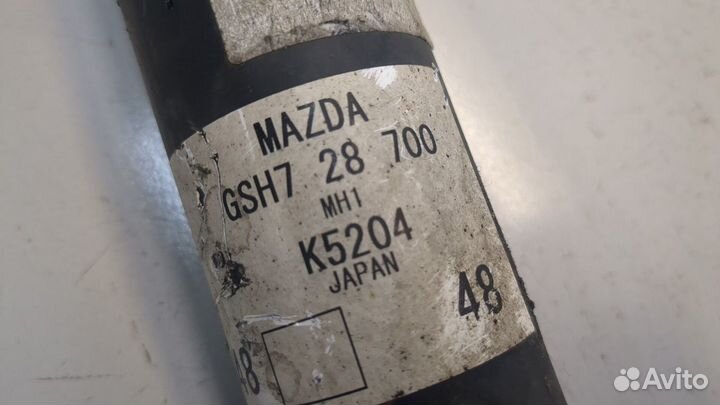 MAZDA
GSH7 28 700
MH1
K5204
JAPAN
48
48
Avito